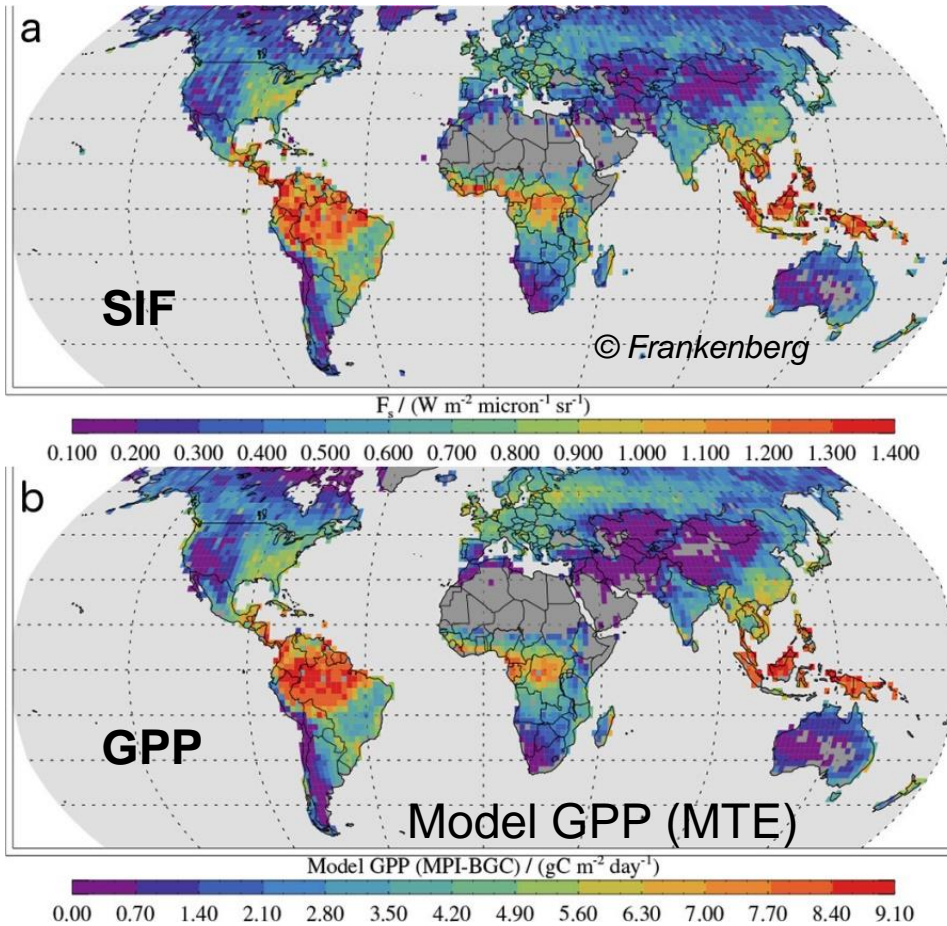 a
SIF
© Frankenberg
F_s / (W m⁻² micron⁻¹ sr⁻¹)
0.100 0.200 0.300 0.400 0.500 0.600 0.700 0.800 0.900 1.000 1.100 1.200 1.300 1.400
b
GPP
Model GPP (MTE)
Model GPP (MPI-BGC) / (gC m⁻² day⁻¹)
0.00 0.70 1.40 2.10 2.80 3.50 4.20 4.90 5.60 6.30 7.00 7.70 8.40 9.10